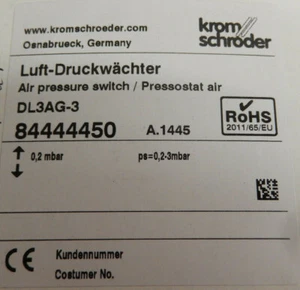 www.kromschroeder.com
Osnabrueck, Germany
krom
schroder
Luft-Druckwächter
Air pressure switch / Pressostat air
DL3AG-3
84444450 A.1445
RoHS
2011/65/EU
0,2 mbar ps=0,2-3mbar
CE Kundennummer
Costumer No.